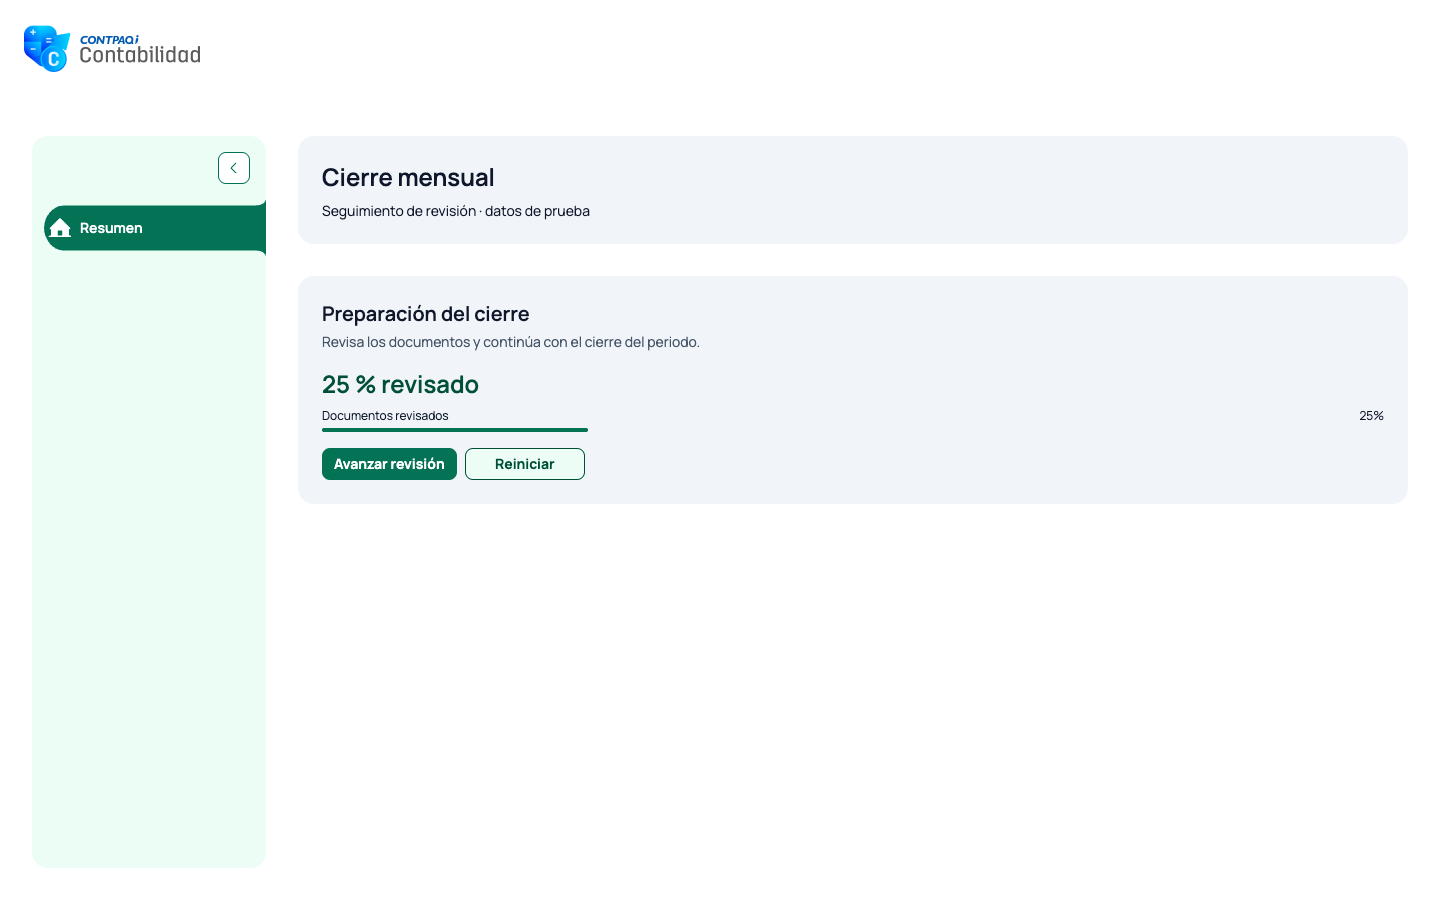 CONTPAQi
Contabilidad
Resumen
Cierre mensual
Seguimiento de revisión · datos de prueba
Preparación del cierre
Revisa los documentos y continúa con el cierre del periodo.
25 % revisado
Documentos revisados 25%
Avanzar revisión Reiniciar